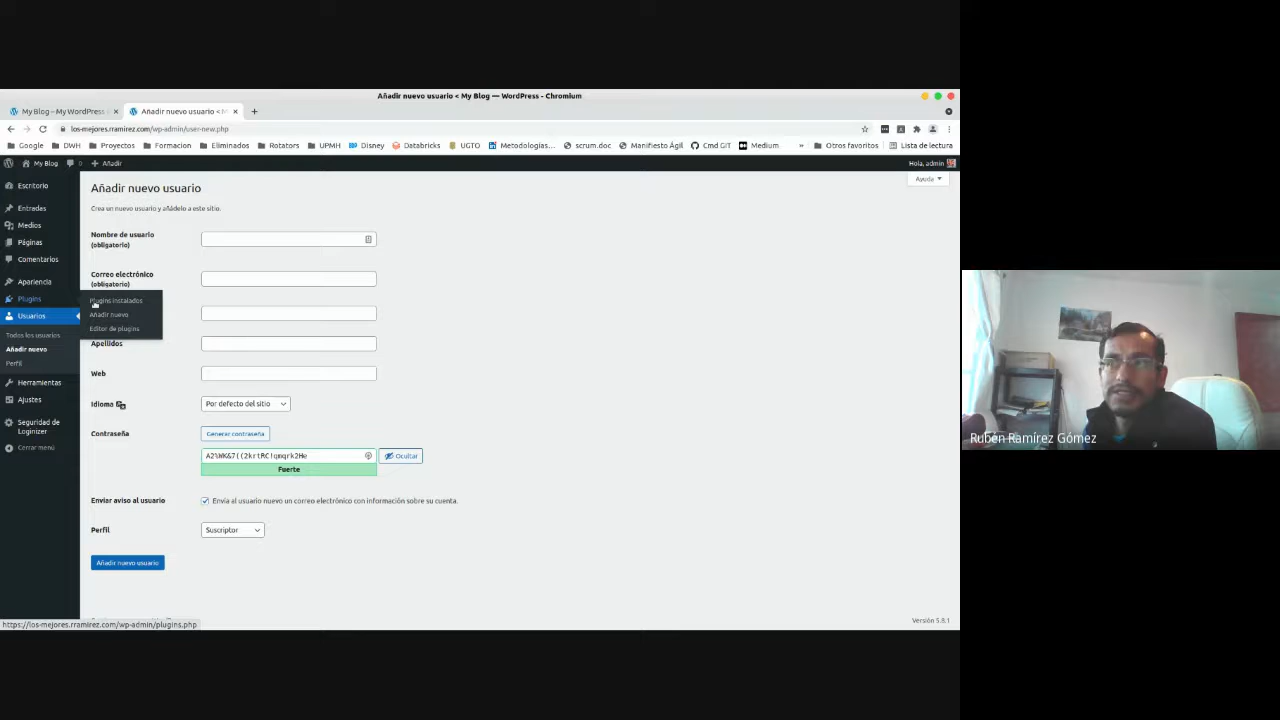 Añadir nuevo usuario < My Blog — WordPress - Chromium
My Blog – My WordPress
Añadir nuevo usuario < M
los-mejores.rramirez.com/wp-admin/user-new.php
Google
DWH
Proyectos
Formacion
Eliminados
Rotators
UPMH
Disney
Databricks
UGTO
Metodologías...
scrum.doc
Manifiesto Ágil
Cmd GIT
Medium
»
Otros favoritos
Lista de lectura
My Blog
0
Añadir
Hola, admin
Escritorio
Entradas
Medios
Páginas
Comentarios
Apariencia
Plugins
Usuarios
Todos los usuarios
Añadir nuevo
Perfil
Herramientas
Ajustes
Seguridad de
Loginizer
Cerrar menú
Plugins instalados
Añadir nuevo
Editor de plugins
Ayuda
Añadir nuevo usuario
Crea un nuevo usuario y añádelo a este sitio.
Nombre de usuario
(obligatorio)
Correo electrónico
(obligatorio)
Apellidos
Web
Idioma
Por defecto del sitio
Contraseña
Generar contraseña
Ocultar
Fuerte
Enviar aviso al usuario
Envía al usuario nuevo un correo electrónico con información sobre su cuenta.
Perfil
Suscriptor
Añadir nuevo usuario
Versión 5.8.1
https://los-mejores.rramirez.com/wp-admin/plugins.php
Rubén Ramírez Gómez